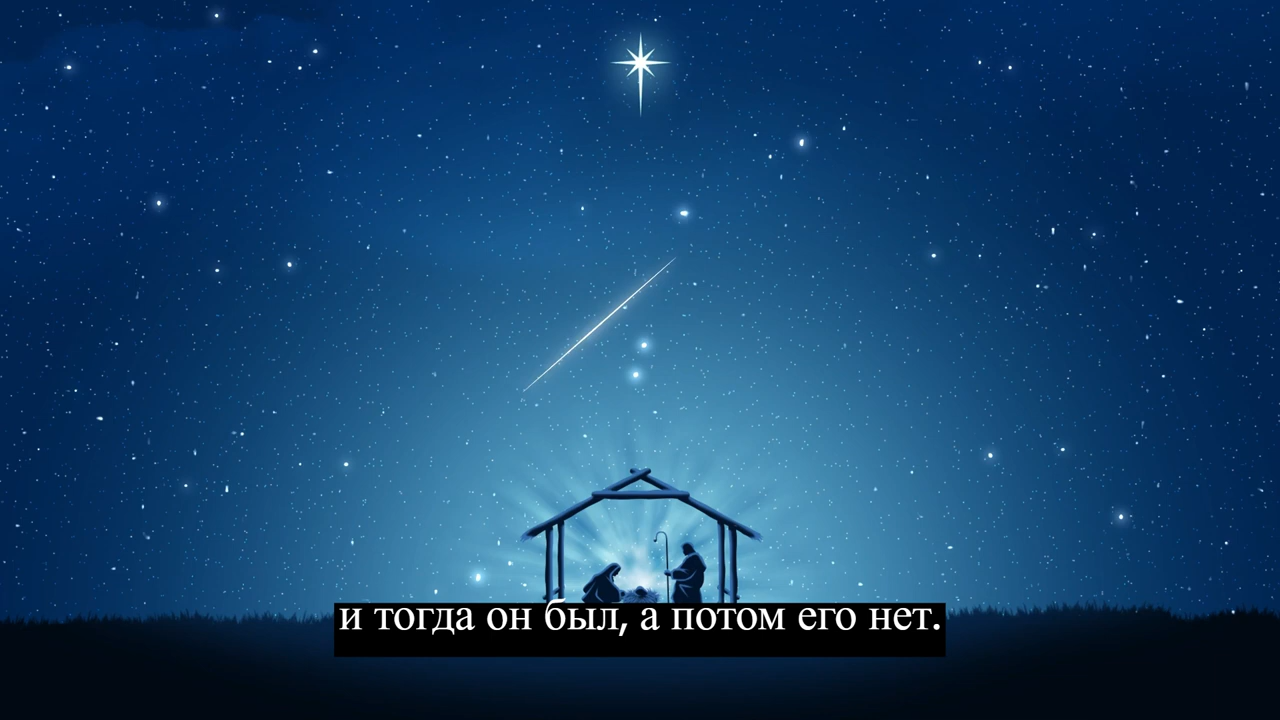 и тогда он был, а потом его нет.